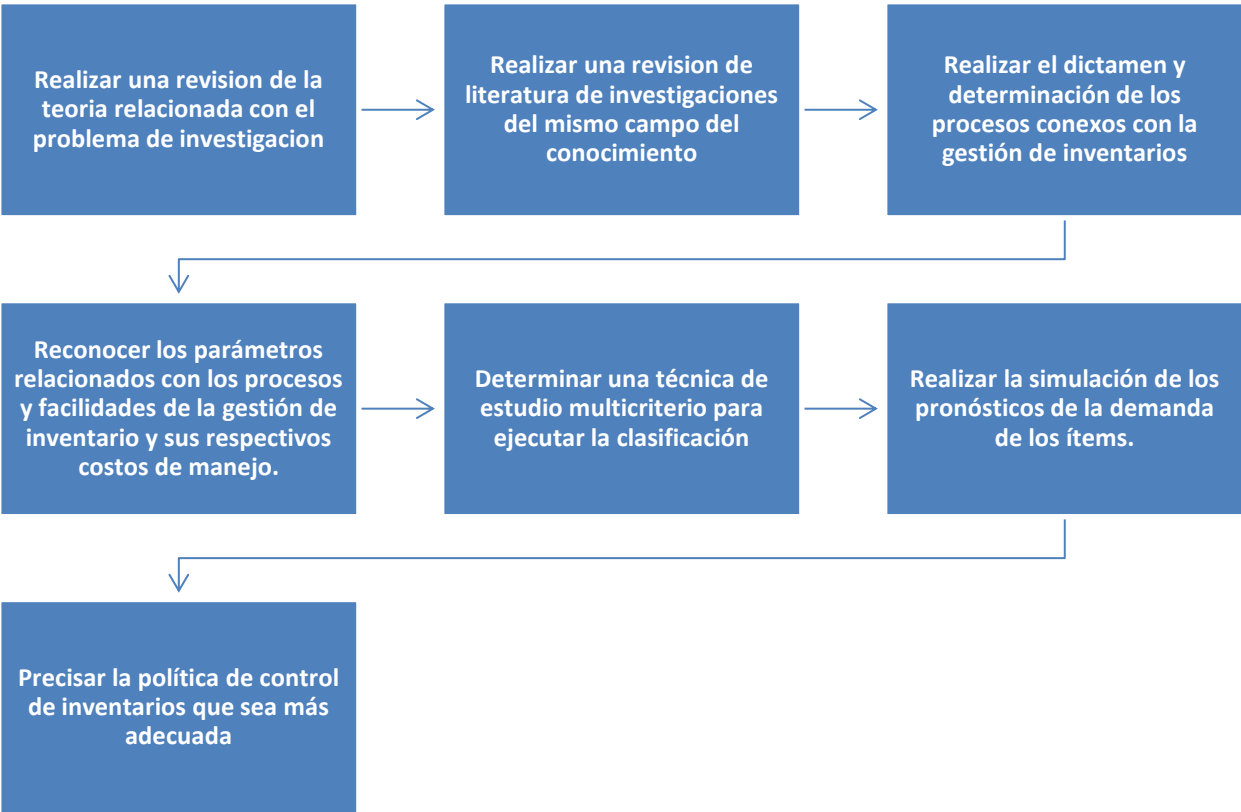 Realizar una revision de la
teoria relacionada con el
problema de investigacion
Realizar una revision de
literatura de investigaciones
del mismo campo del
conocimiento
Realizar el dictamen y
determinación de los
procesos conexos con la
gestión de inventarios
Reconocer los parámetros
relacionados con los procesos
y facilidades de la gestión de
inventario y sus respectivos
costos de manejo.
Determinar una técnica de
estudio multicriterio para
ejecutar la clasificación
Realizar la simulación de los
pronósticos de la demanda
de los ítems.
Precisar la política de control
de inventarios que sea más
adecuada